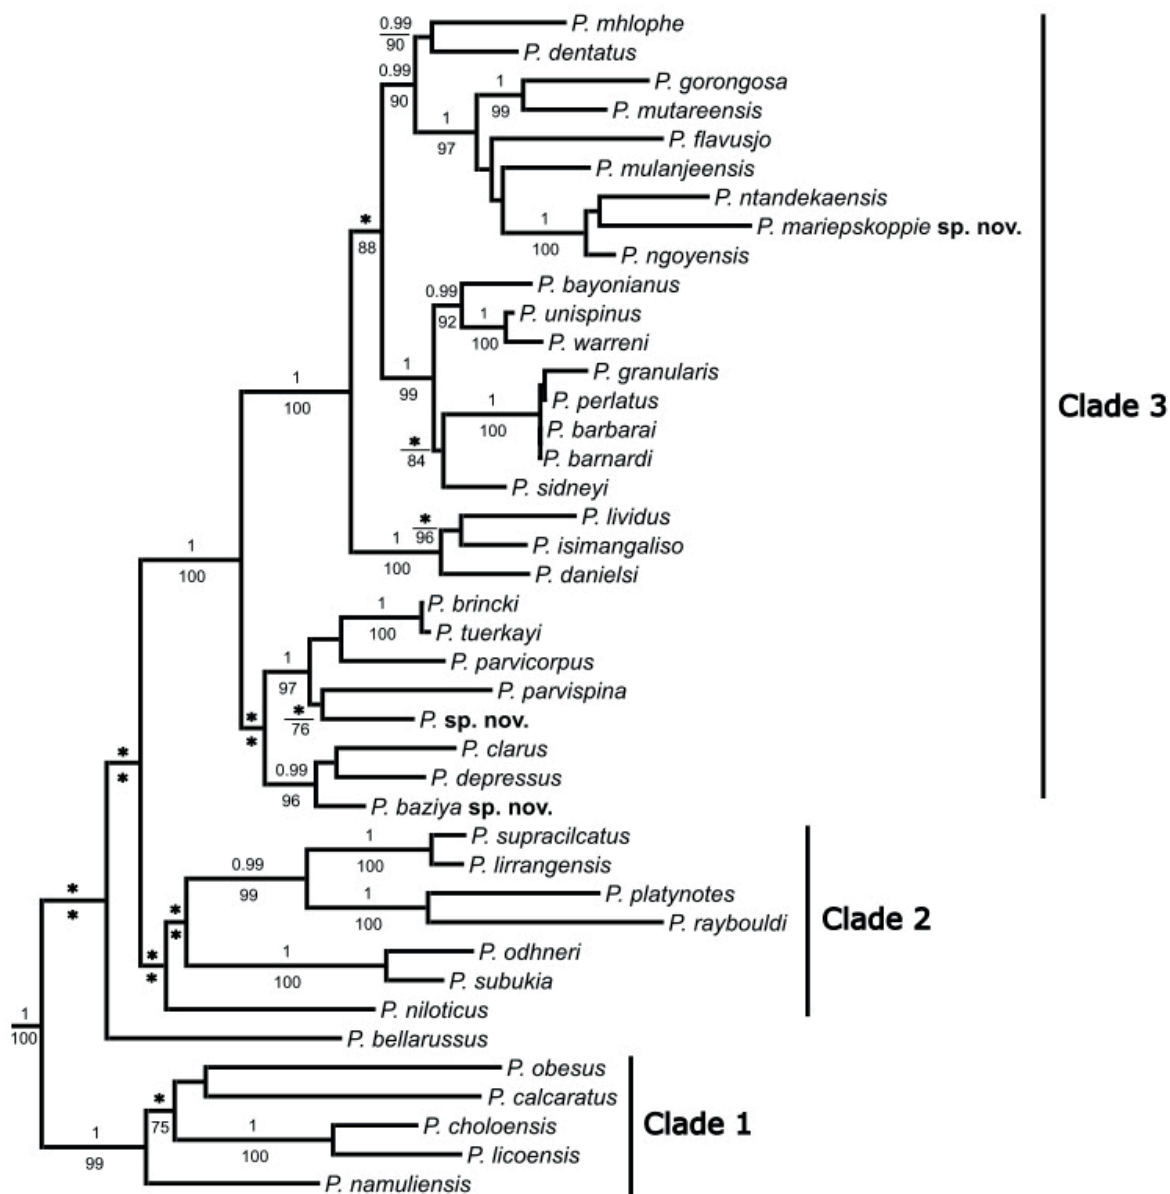 0.99
P. mhlophe
90
P. dentatus
0.99
1
P. gorongosa
90
99
P. mutareensis
1
97
P. flavusjo
P. mulanjeensis
P. ntandekaensis
*
1
P. mariepskoppie sp. nov.
88
100
P. ngoyensis
0.99
P. bayonianus
92
1
P. unispinus
100
P. warreni
1
P. granularis
99
1
P. perlatus
Clade 3
1
100
100
P. barbarai
*
84
P. barnardi
P. sidneyi
*
P. lividus
96
1
P. isimangaliso
1
100
100
P. danielsi
1
P. brincki
100
P. tuerkayi
1
P. parvicorpus
97
P. parvispina
*
*
*
76
P. sp. nov.
*
*
P. clarus
0.99
P. depressus
96
P. baziya sp. nov.
1
P. supracilcatus
0.99
100
P. lirrangensis
99
1
P. platynotes
*
*
100
P. raybouldi
Clade 2
*
*
1
P. odhneri
*
*
100
P. subukia
1
P. niloticus
100
P. bellarussus
P. obesus
*
P. calcaratus
75
1
P. choloensis
Clade 1
1
100
P. licoensis
99
P. namuliensis